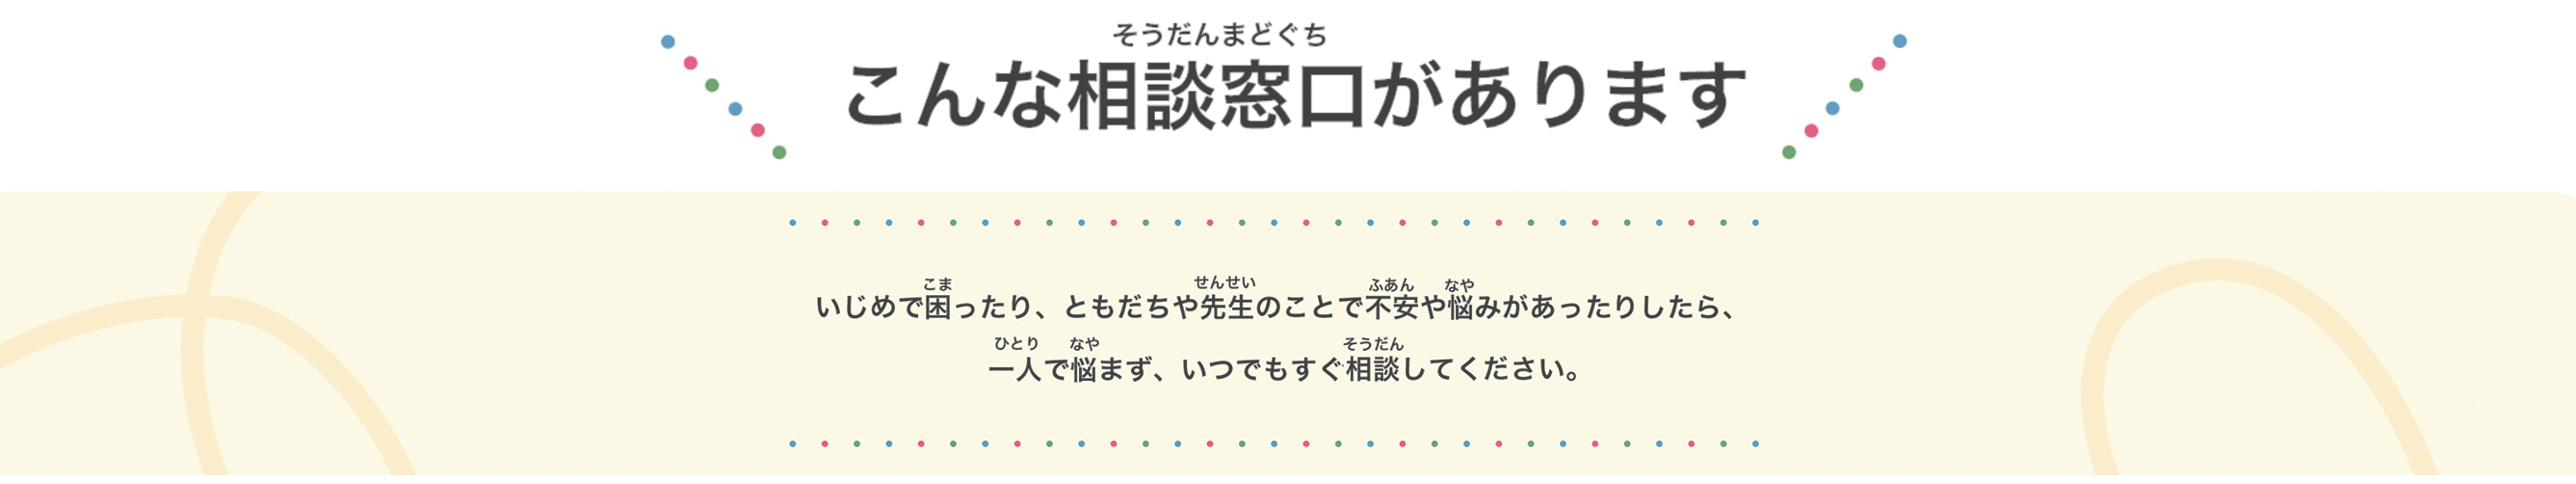 そうだんまどぐち
こんな相談窓口があります
こま せんせい ふあん なや
いじめで困ったり、ともだちや先生のことで不安や悩みがあったりしたら、
ひとり なや そうだん
一人で悩まず、いつでもすぐ相談してください。